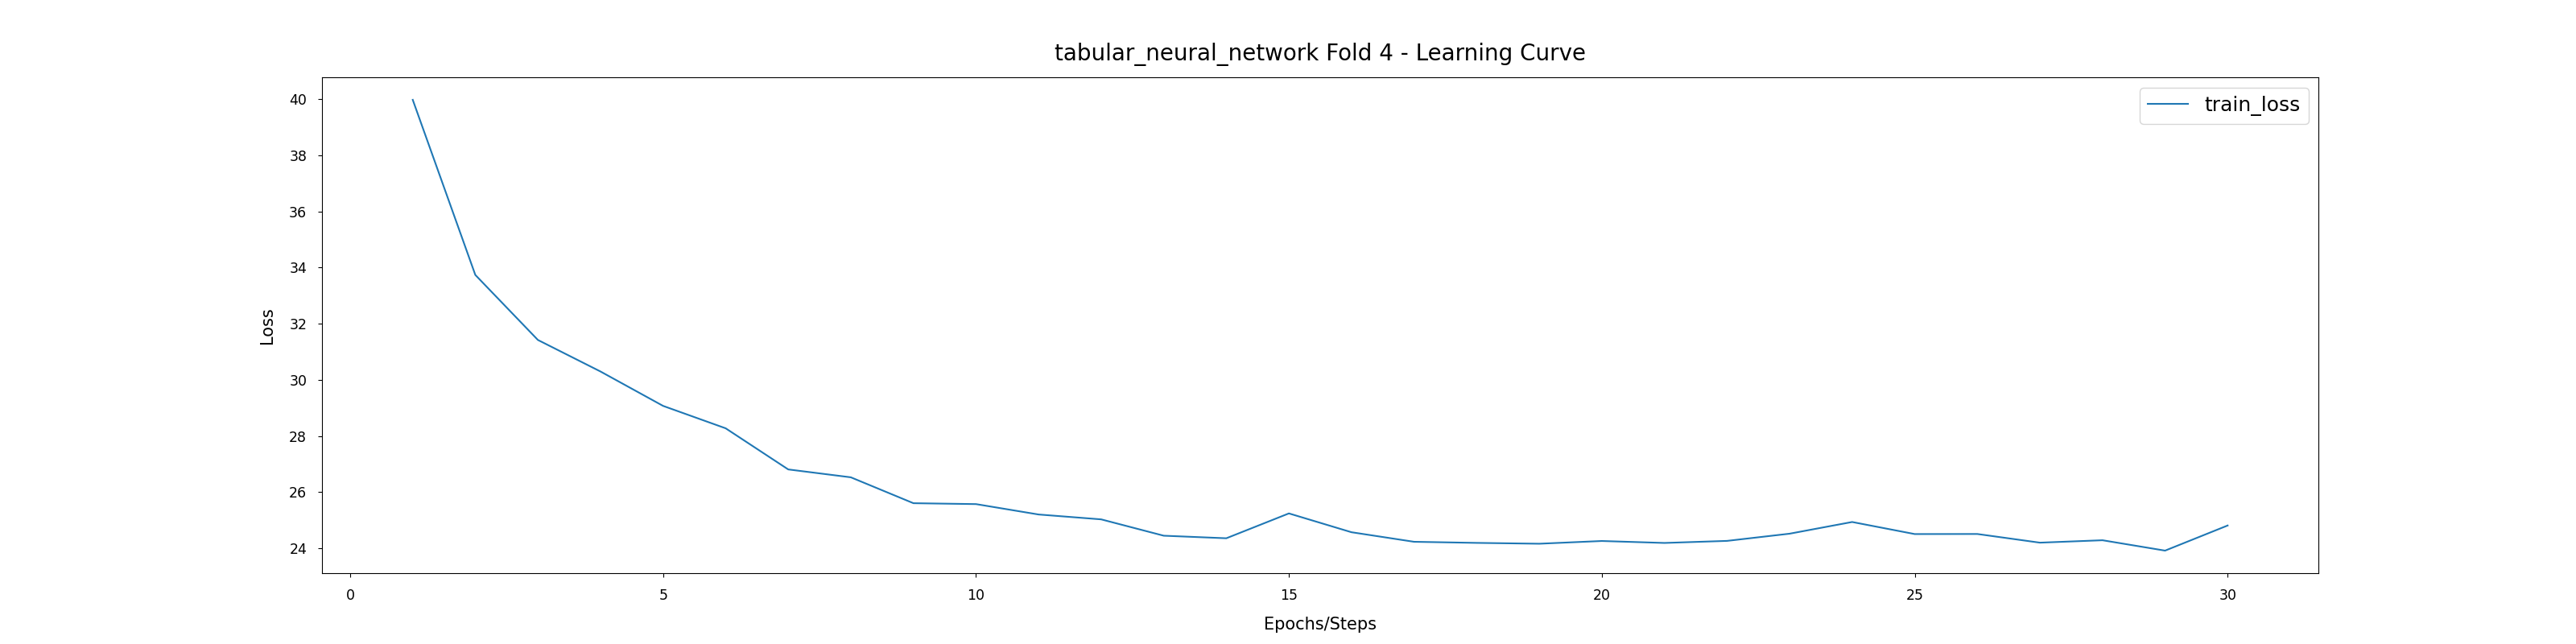 tabular_neural_network Fold 4 - Learning Curve
train_loss
40
38
36
34
32
30
28
26
24
Loss
0 5 10 15 20 25 30
Epochs/Steps